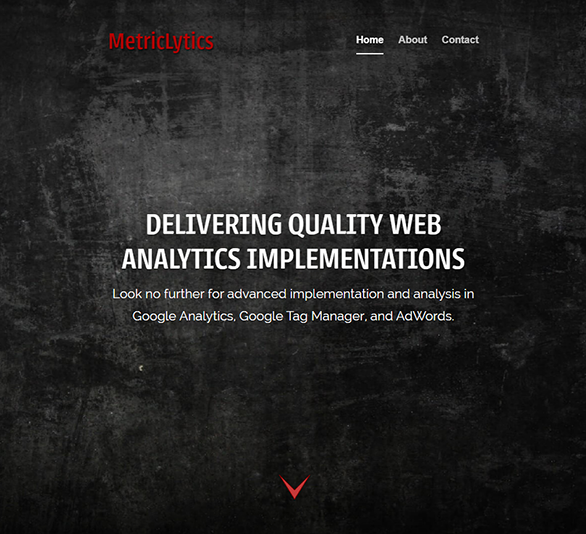 MetricLytics
Home About Contact
DELIVERING QUALITY WEB
ANALYTICS IMPLEMENTATIONS
Look no further for advanced implementation and analysis in
Google Analytics, Google Tag Manager, and AdWords.